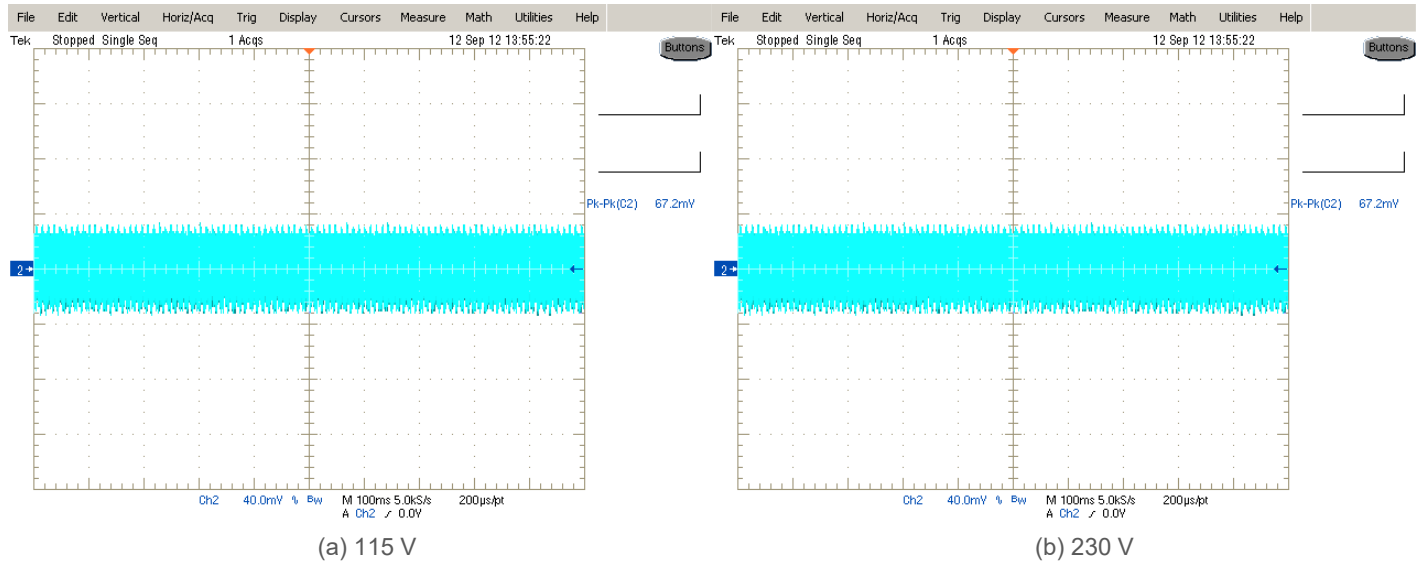 File Edit Vertical Horiz/Acq Trig Display Cursors Measure Math Utilities Help
Tek Stopped Single Seq 1 Acqs 12 Sep 12 13:55:22
Buttons
Pk-Pk(C2) 67.2mV
2
Ch2 40.0mV % Bw M 100ms 5.0kS/s 200µs/pt
A Ch2 / 0.0V
(a) 115 V
File Edit Vertical Horiz/Acq Trig Display Cursors Measure Math Utilities Help
Tek Stopped Single Seq 1 Acqs 12 Sep 12 13:55:22
Buttons
Pk-Pk(C2) 67.2mV
2
Ch2 40.0mV % Bw M 100ms 5.0kS/s 200µs/pt
A Ch2 / 0.0V
(b) 230 V